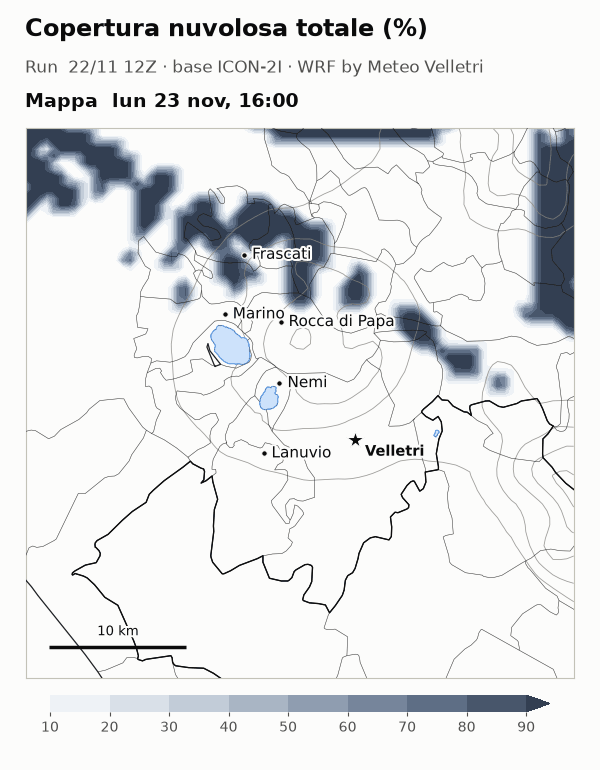 Copertura nuvolosa totale (%)
Run  22/11 12Z · base ICON-2I · WRF by Meteo Velletri
Mappa  lun 23 nov, 16:00
Frascati
Marino
Rocca di Papa
Nemi
Velletri
Lanuvio
10 km
10 20 30 40 50 60 70 80 90